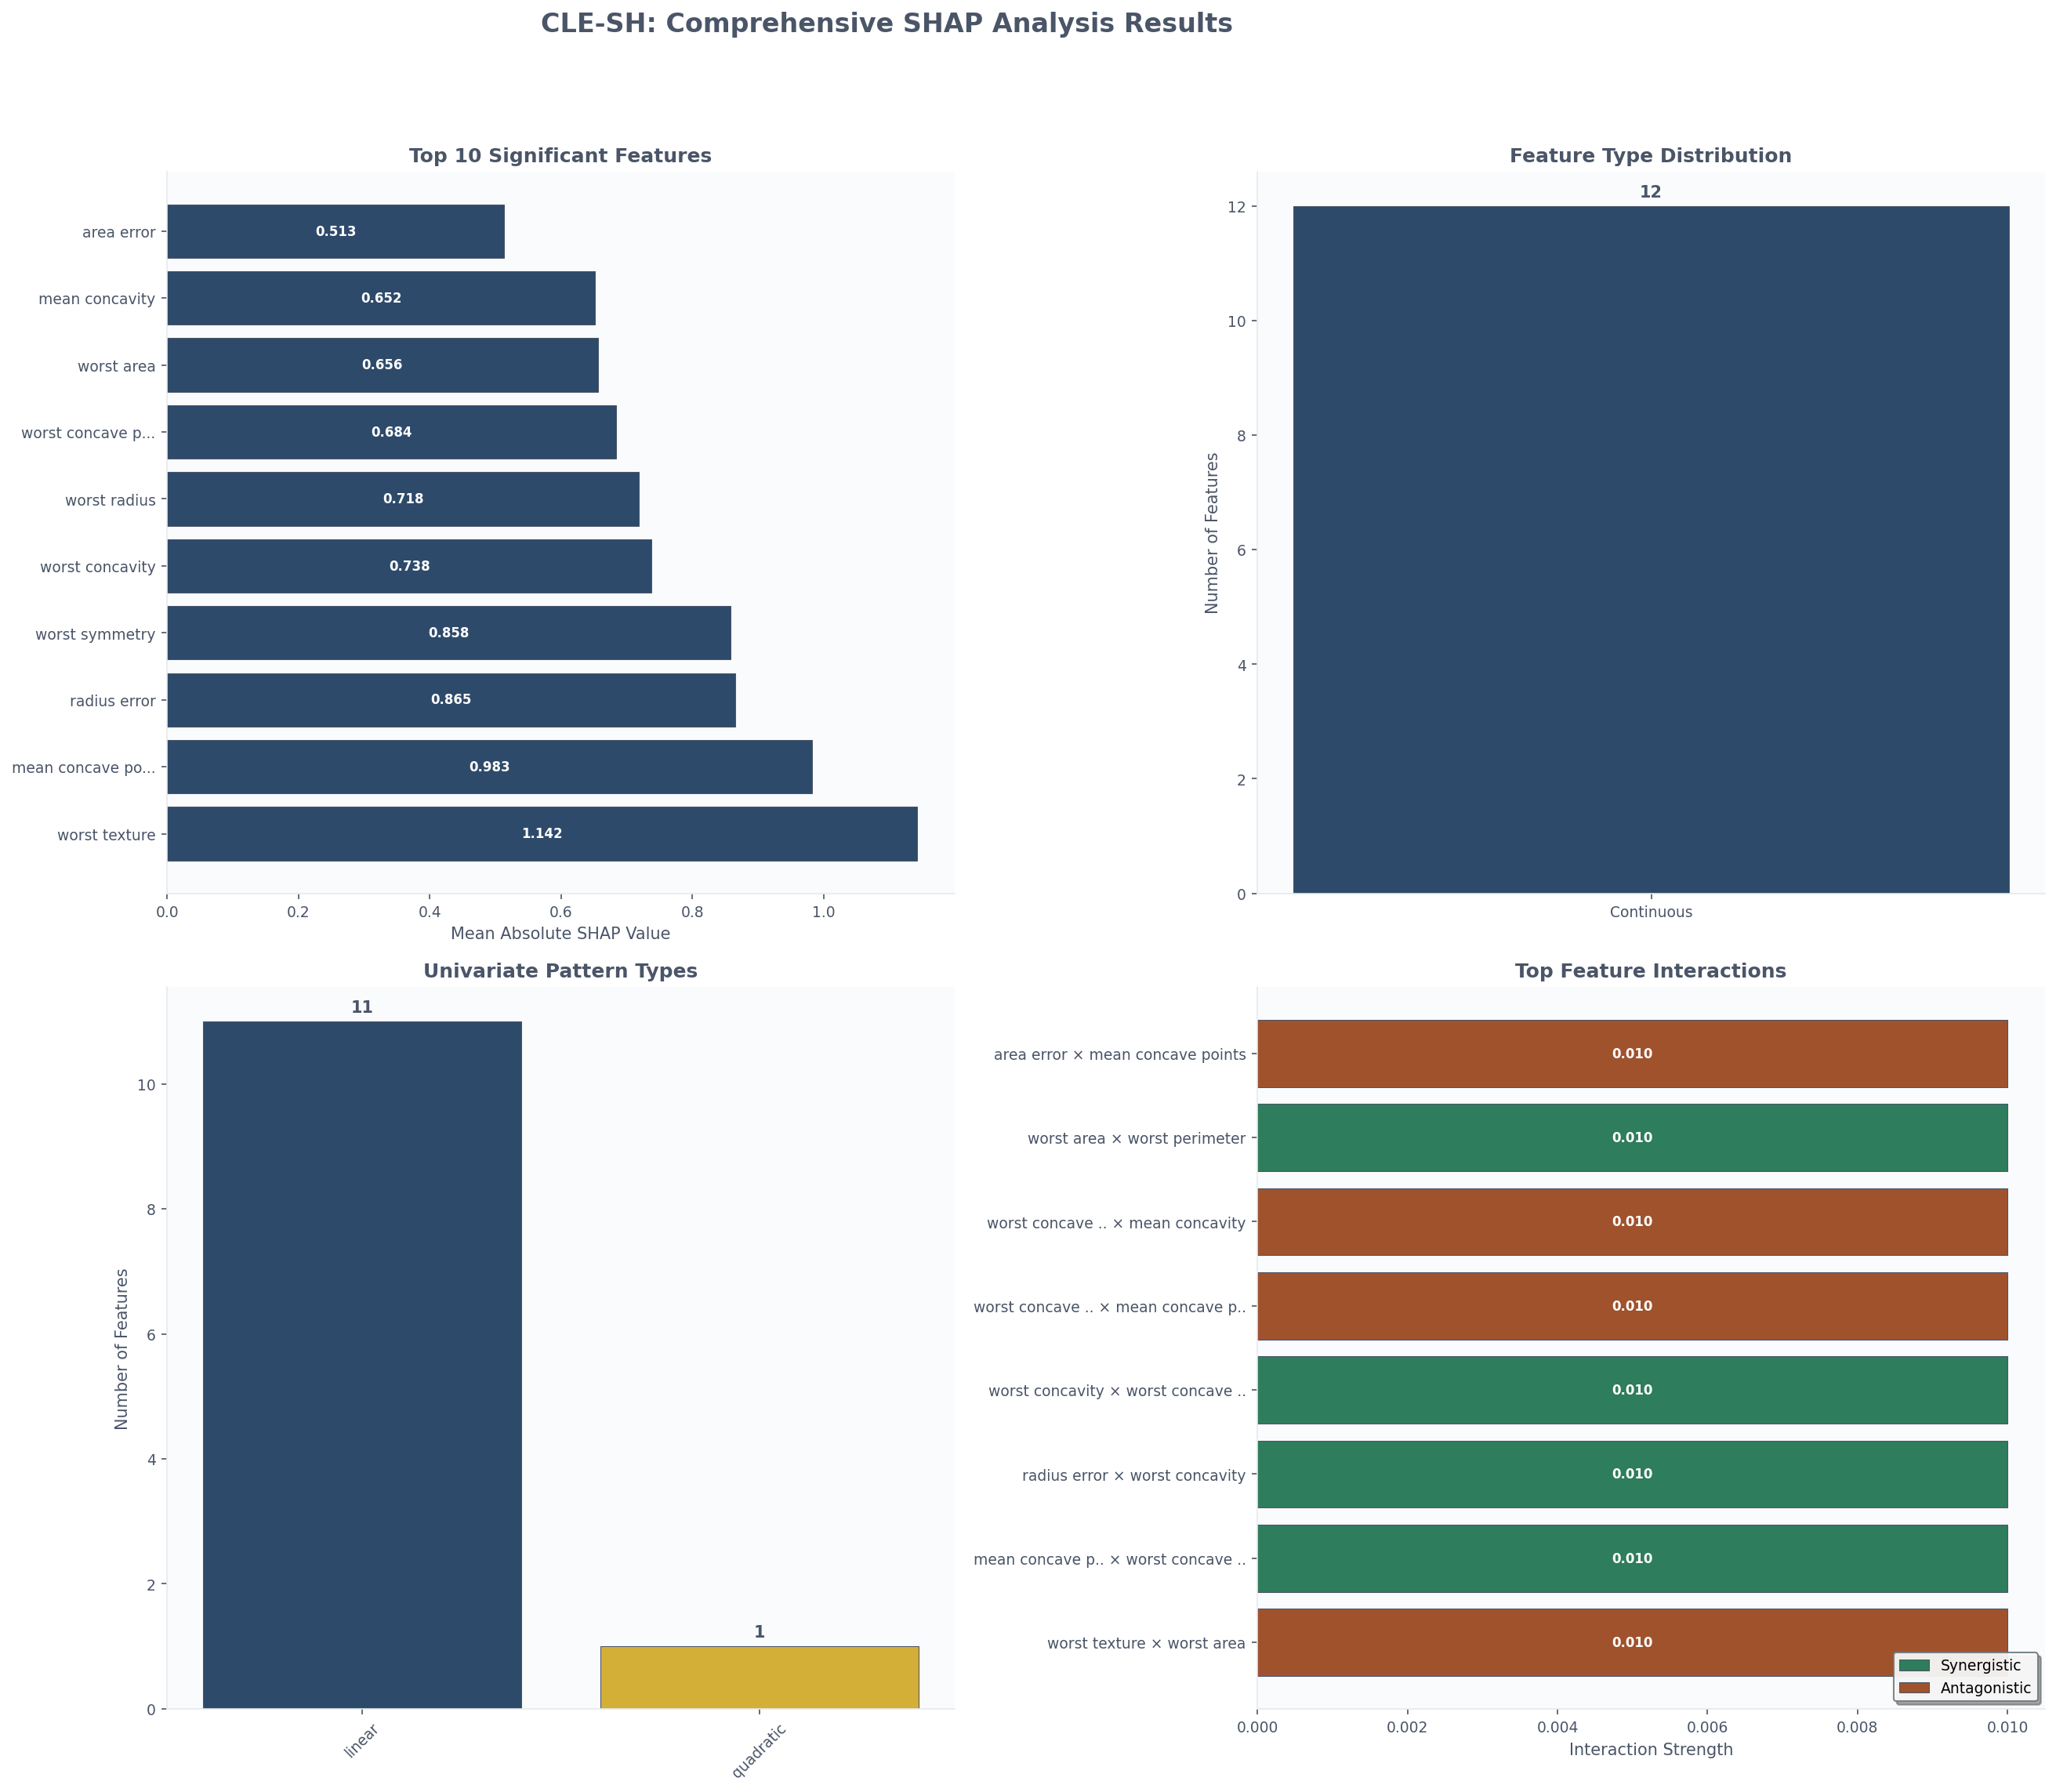 CLE-SH: Comprehensive SHAP Analysis Results
Top 10 Significant Features
area error
0.513
mean concavity
0.652
worst area
0.656
worst concave p...
0.684
worst radius
0.718
worst concavity
0.738
worst symmetry
0.858
radius error
0.865
mean concave po...
0.983
worst texture
1.142
0.0 0.2 0.4 0.6 0.8 1.0
Mean Absolute SHAP Value
Feature Type Distribution
12
12
10
8
6
4
2
0
Number of Features
Continuous
Univariate Pattern Types
11
1
10
8
6
4
2
0
Number of Features
linear
quadratic
Top Feature Interactions
area error × mean concave points
0.010
worst area × worst perimeter
0.010
worst concave .. × mean concavity
0.010
worst concave .. × mean concave p..
0.010
worst concavity × worst concave ..
0.010
radius error × worst concavity
0.010
mean concave p.. × worst concave ..
0.010
worst texture × worst area
0.010
Synergistic
Antagonistic
0.000 0.002 0.004 0.006 0.008 0.010
Interaction Strength